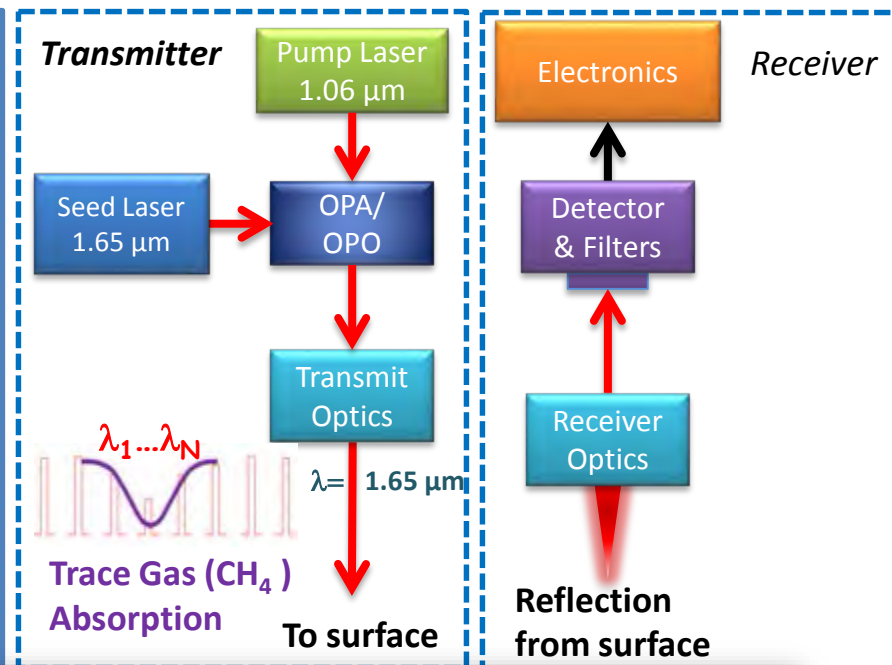 Transmitter
Pump Laser
1.06 µm
Seed Laser
1.65 µm
OPA/
OPO
Transmit
Optics
λ1...λN
λ= 1.65 µm
Trace Gas (CH4 )
Absorption
To surface
Receiver
Electronics
Detector
& Filters
Receiver
Optics
Reflection
from surface